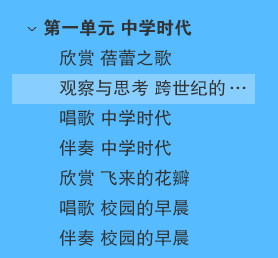 第一单元 中学时代
欣赏 蓓蕾之歌
观察与思考 跨世纪的…
唱歌 中学时代
伴奏 中学时代
欣赏 飞来的花瓣
唱歌 校园的早晨
伴奏 校园的早晨